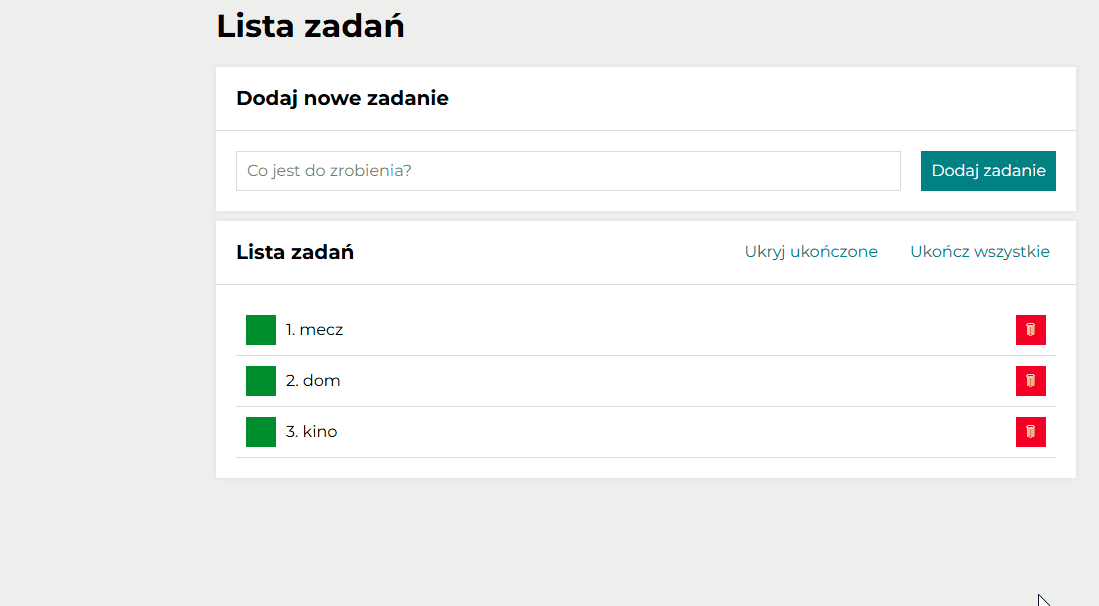 Lista zadań
Dodaj nowe zadanie
Co jest do zrobienia?
Dodaj zadanie
Lista zadań
Ukryj ukończone
Ukończ wszystkie
1. mecz
2. dom
3. kino